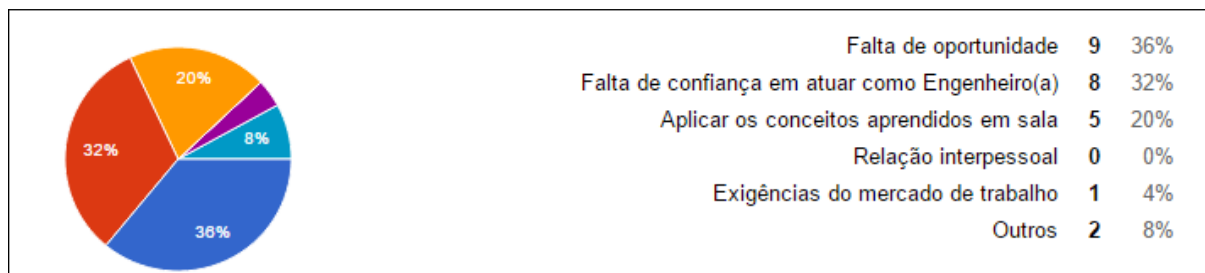 20%
32%
8%
36%
Falta de oportunidade 9 36%
Falta de confiança em atuar como Engenheiro(a) 8 32%
Aplicar os conceitos aprendidos em sala 5 20%
Relação interpessoal 0 0%
Exigências do mercado de trabalho 1 4%
Outros 2 8%